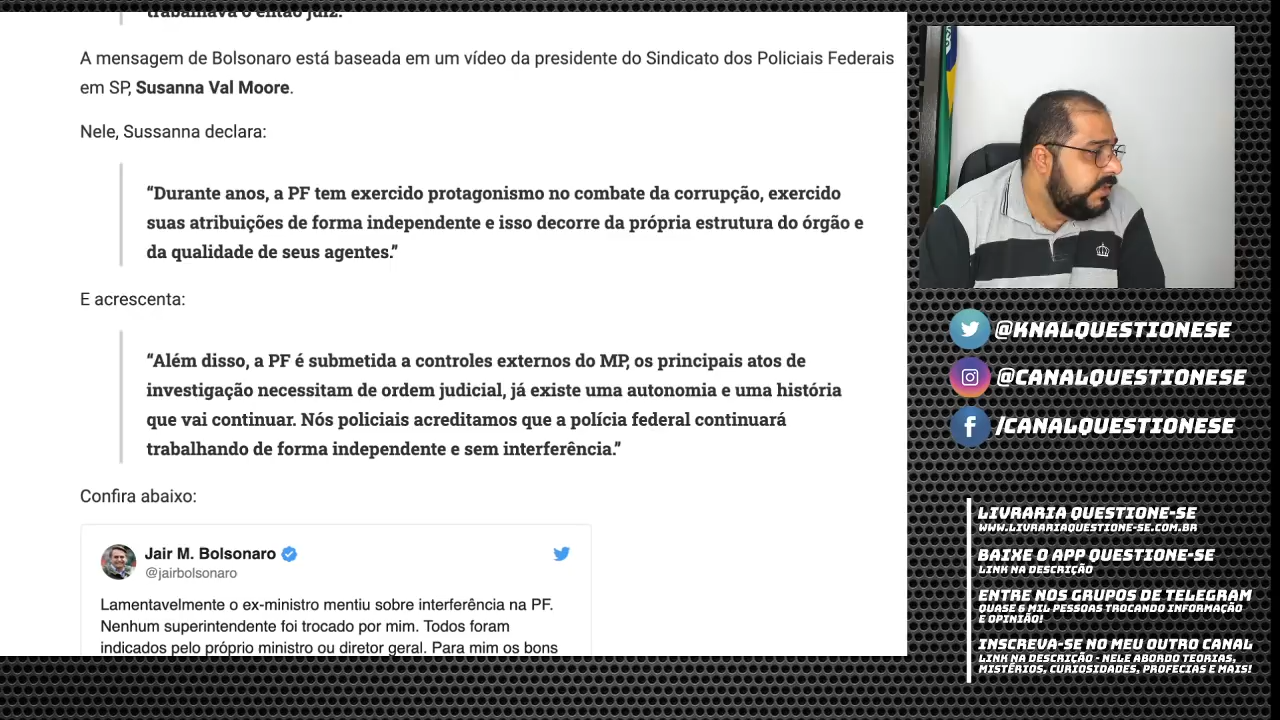 trabalhava o então juiz.
A mensagem de Bolsonaro está baseada em um vídeo da presidente do Sindicato dos Policiais Federais
em SP, Susanna Val Moore.
Nele, Sussanna declara:
“Durante anos, a PF tem exercido protagonismo no combate da corrupção, exercido
suas atribuições de forma independente e isso decorre da própria estrutura do órgão e
da qualidade de seus agentes.”
E acrescenta:
“Além disso, a PF é submetida a controles externos do MP, os principais atos de
investigação necessitam de ordem judicial, já existe uma autonomia e uma história
que vai continuar. Nós policiais acreditamos que a polícia federal continuará
trabalhando de forma independente e sem interferência.”
Confira abaixo:
Jair M. Bolsonaro
@jairbolsonaro
Lamentavelmente o ex-ministro mentiu sobre interferência na PF.
Nenhum superintendente foi trocado por mim. Todos foram
indicados pelo próprio ministro ou diretor geral. Para mim os bons
@KNALQUESTIONESE
@CANALQUESTIONESE
/CANALQUESTIONESE
LIVRARIA QUESTIONE-SE
WWW.LIVRARIAQUESTIONE-SE.COM.BR
BAIXE O APP QUESTIONE-SE
LINK NA DESCRIÇÃO
ENTRE NOS GRUPOS DE TELEGRAM
QUASE 6 MIL PESSOAS TROCANDO INFORMAÇÃO
E OPINIÃO!
INSCREVA-SE NO MEU OUTRO CANAL
LINK NA DESCRIÇÃO - NELE ABORDO TEORIAS,
MISTÉRIOS, CURIOSIDADES, PROFECIAS E MAIS!